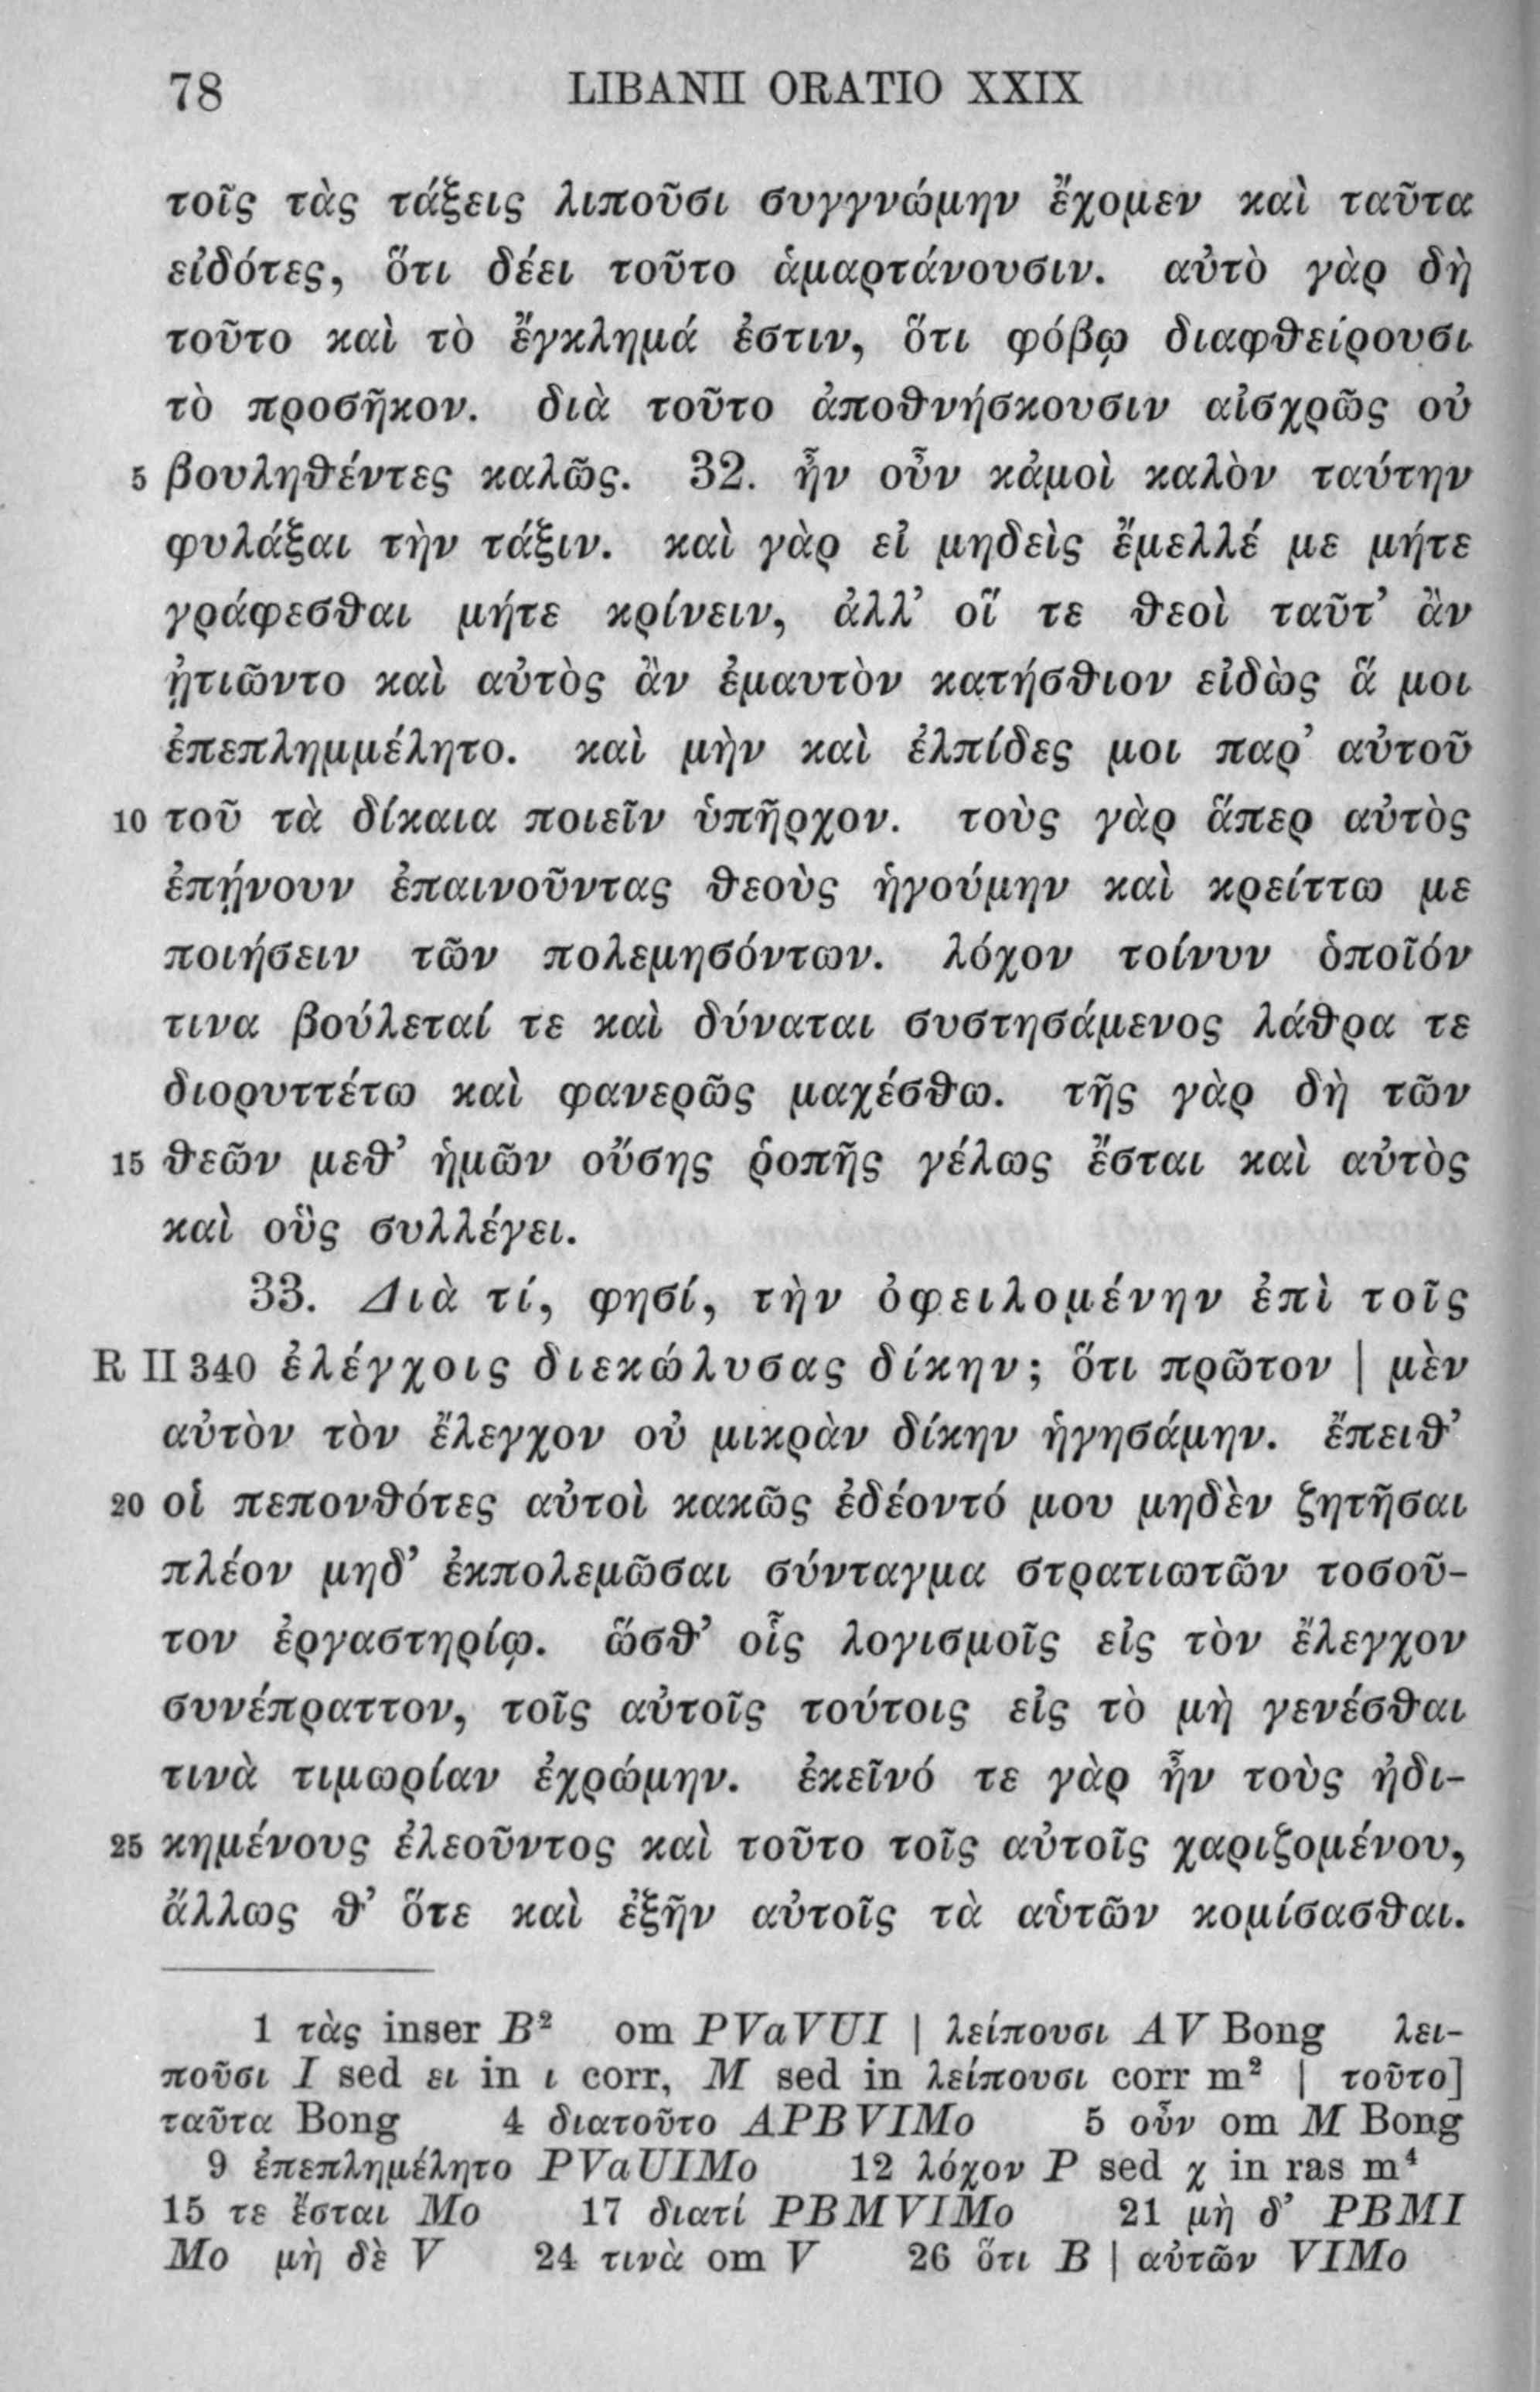 78 LIBANII ORATIO XXIX
τοῖς τὰς τάξεις λιποῦσι συγγνώμην ἔχομεν καὶ ταῦτα
εἰδότες, ὅτι δέει τοῦτο ἁμαρτάνουσιν. αὐτὸ γὰρ δὴ
τοῦτο καὶ τὸ ἔγκλημά ἐστιν, ὅτι φόβῳ διαφθείρουσι
τὸ προσῆκον. διὰ τοῦτο ἀποθνήσκουσιν αἰσχρῶς οὐ
5 βουληθέντες καλῶς. 32. ἦν οὖν κἀμοὶ καλὸν ταύτην
φυλάξαι τὴν τάξιν. καὶ γὰρ εἰ μηδεὶς ἔμελλέ με μήτε
γράφεσθαι μήτε κρίνειν, ἀλλ’ οἵ τε θεοὶ ταῦτ’ ἂν
ᾐτιῶντο καὶ αὐτὸς ἂν ἐμαυτὸν κατήσθιον εἰδὼς ἅ μοι
ἐπεπλημμέλητο. καὶ μὴν καὶ ἐλπίδες μοι παρ’ αὐτοῦ
10 τοῦ τὰ δίκαια ποιεῖν ὑπῆρχον. τοὺς γὰρ ἅπερ αὐτὸς
ἐπῄνουν ἐπαινοῦντας θεοὺς ἡγούμην καὶ κρείττω με
ποιήσειν τῶν πολεμησόντων. λόχον τοίνυν ὁποῖόν
τινα βούλεταί τε καὶ δύναται συστησάμενος λάθρα τε
διορυττέτω καὶ φανερῶς μαχέσθω. τῆς γὰρ δὴ τῶν
15 θεῶν μεθ’ ἡμῶν οὔσης ῥοπῆς γέλως ἔσται καὶ αὐτὸς
καὶ οὓς συλλέγει.
33. Διὰ τί, φησί, τὴν ὀφειλομένην ἐπὶ τοῖς
R II 340 ἐλέγχοις διεκώλυσας δίκην; ὅτι πρῶτον | μὲν
αὐτὸν τὸν ἔλεγχον οὐ μικρὰν δίκην ἡγησάμην. ἔπειθ’
20 οἱ πεπονθότες αὐτοὶ κακῶς ἐδέοντό μου μηδὲν ζητῆσαι
πλέον μηδ’ ἐκπολεμῶσαι σύνταγμα στρατιωτῶν τοσοῦ-
τον ἐργαστηρίῳ. ὥσθ’ οἷς λογισμοῖς εἰς τὸν ἔλεγχον
συνέπραττον, τοῖς αὐτοῖς τούτοις εἰς τὸ μὴ γενέσθαι
τινὰ τιμωρίαν ἐχρώμην. ἐκεῖνό τε γὰρ ἦν τοὺς ἠδι-
25 κημένους ἐλεοῦντος καὶ τοῦτο τοῖς αὐτοῖς χαριζομένου,
ἄλλως θ’ ὅτε καὶ ἐξῆν αὐτοῖς τὰ αὑτῶν κομίσασθαι.
1 τὰς inser B² om PVaVUI | λείπουσι AV Bong λει-
ποῦσι I sed ει in ι corr, M sed in λείπουσι corr m² | τοῦτο]
ταῦτα Bong 4 διατοῦτο APBVIMo 5 οὖν om M Bong
9 ἐπεπλημέλητο PVaUIMo 12 λόχον P sed χ in ras m⁴
15 τε ἔσται Mo 17 διατί PBMVIMo 21 μὴ δ’ PBMI
Mo μὴ δὲ V 24 τινὰ om V 26 ὅτι B | αὐτῶν VIMo